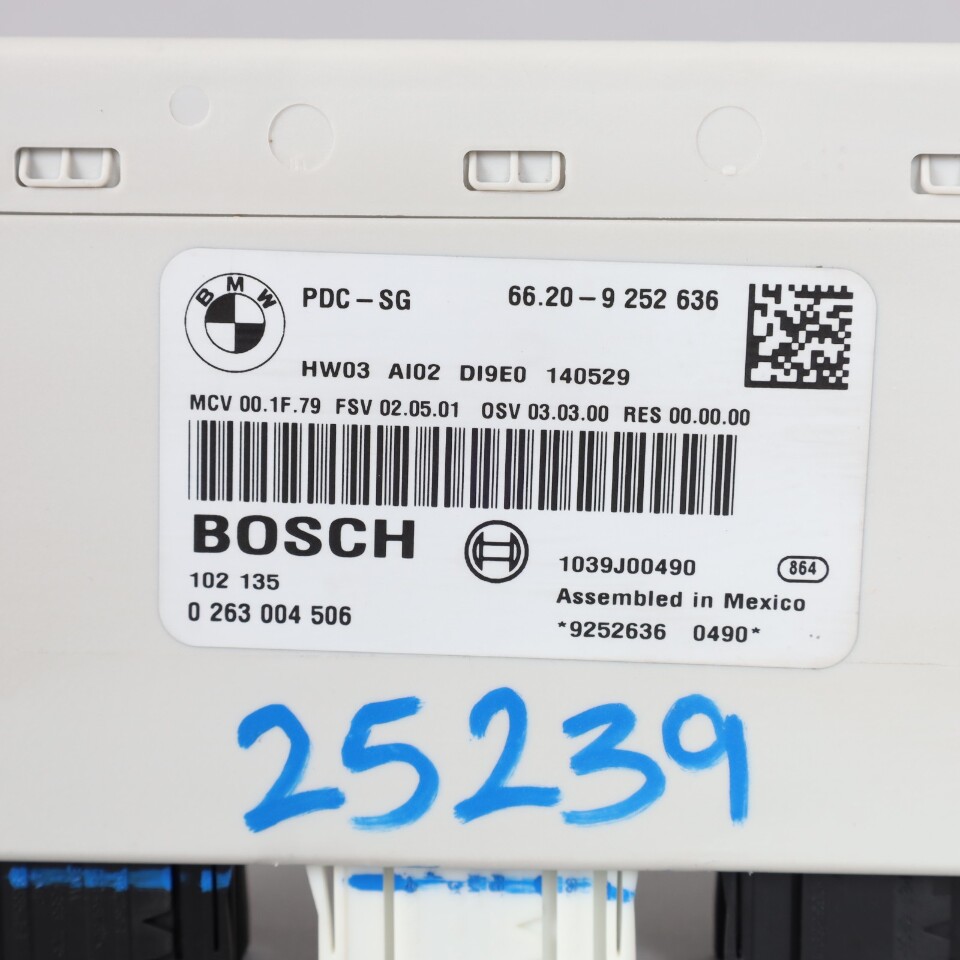 BMW
PDC-SG 66.20-9 252 636
HW03 AI02 DI9E0 140529
MCV 00.1F.79 FSV 02.05.01 OSV 03.03.00 RES 00.00.00
BOSCH
1039J00490 864
102 135
Assembled in Mexico
0 263 004 506
*9252636 0490*
25239